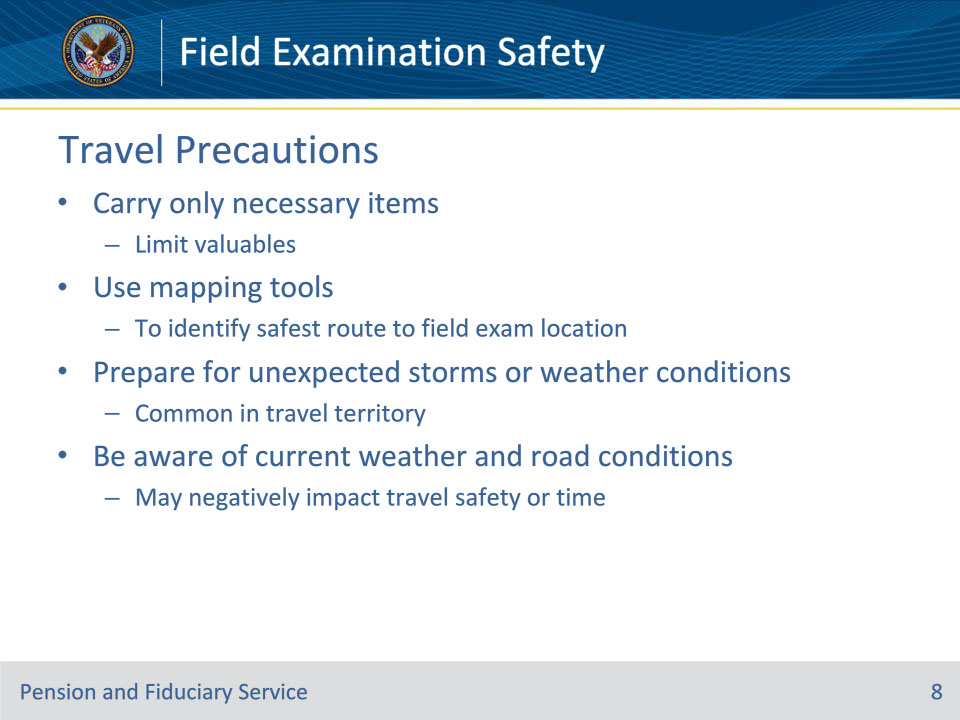 Field Examination Safety
Travel Precautions
• Carry only necessary items
– Limit valuables
• Use mapping tools
– To identify safest route to field exam location
• Prepare for unexpected storms or weather conditions
– Common in travel territory
• Be aware of current weather and road conditions
– May negatively impact travel safety or time
Pension and Fiduciary Service
8